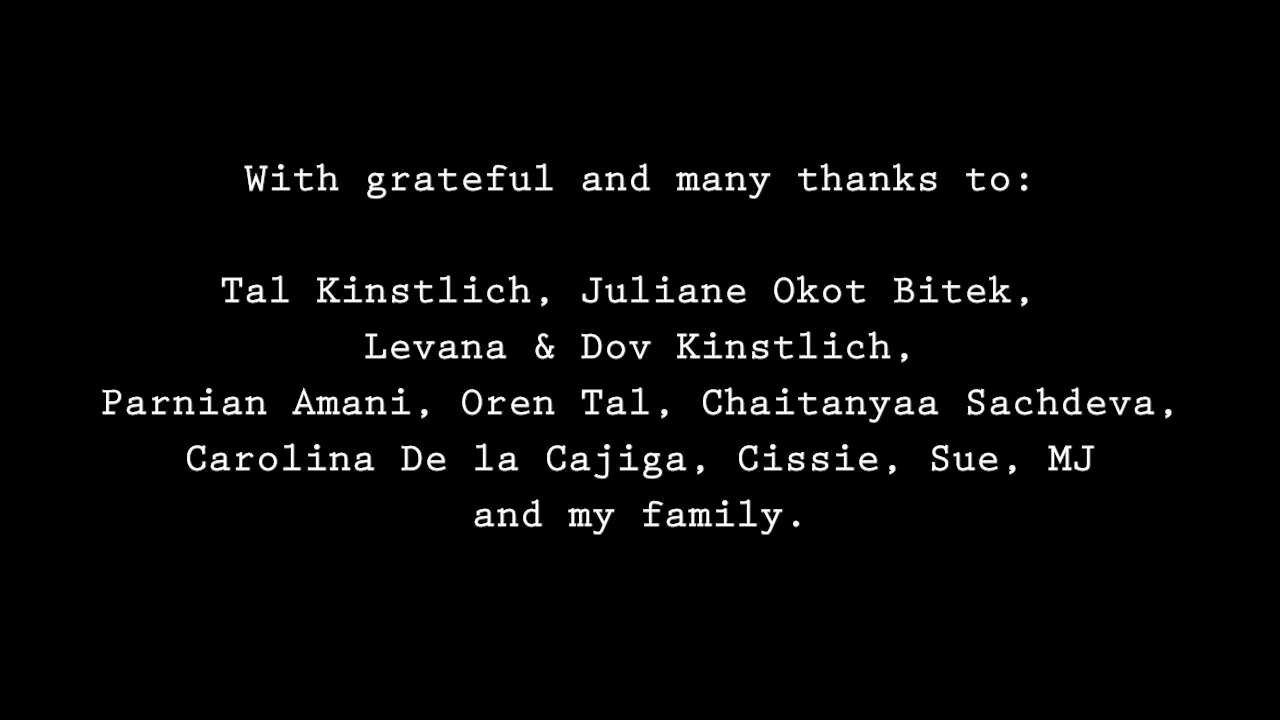 With grateful and many thanks to:
Tal Kinstlich, Juliane Okot Bitek,
Levana & Dov Kinstlich,
Parnian Amani, Oren Tal, Chaitanyaa Sachdeva,
Carolina De la Cajiga, Cissie, Sue, MJ
and my family.